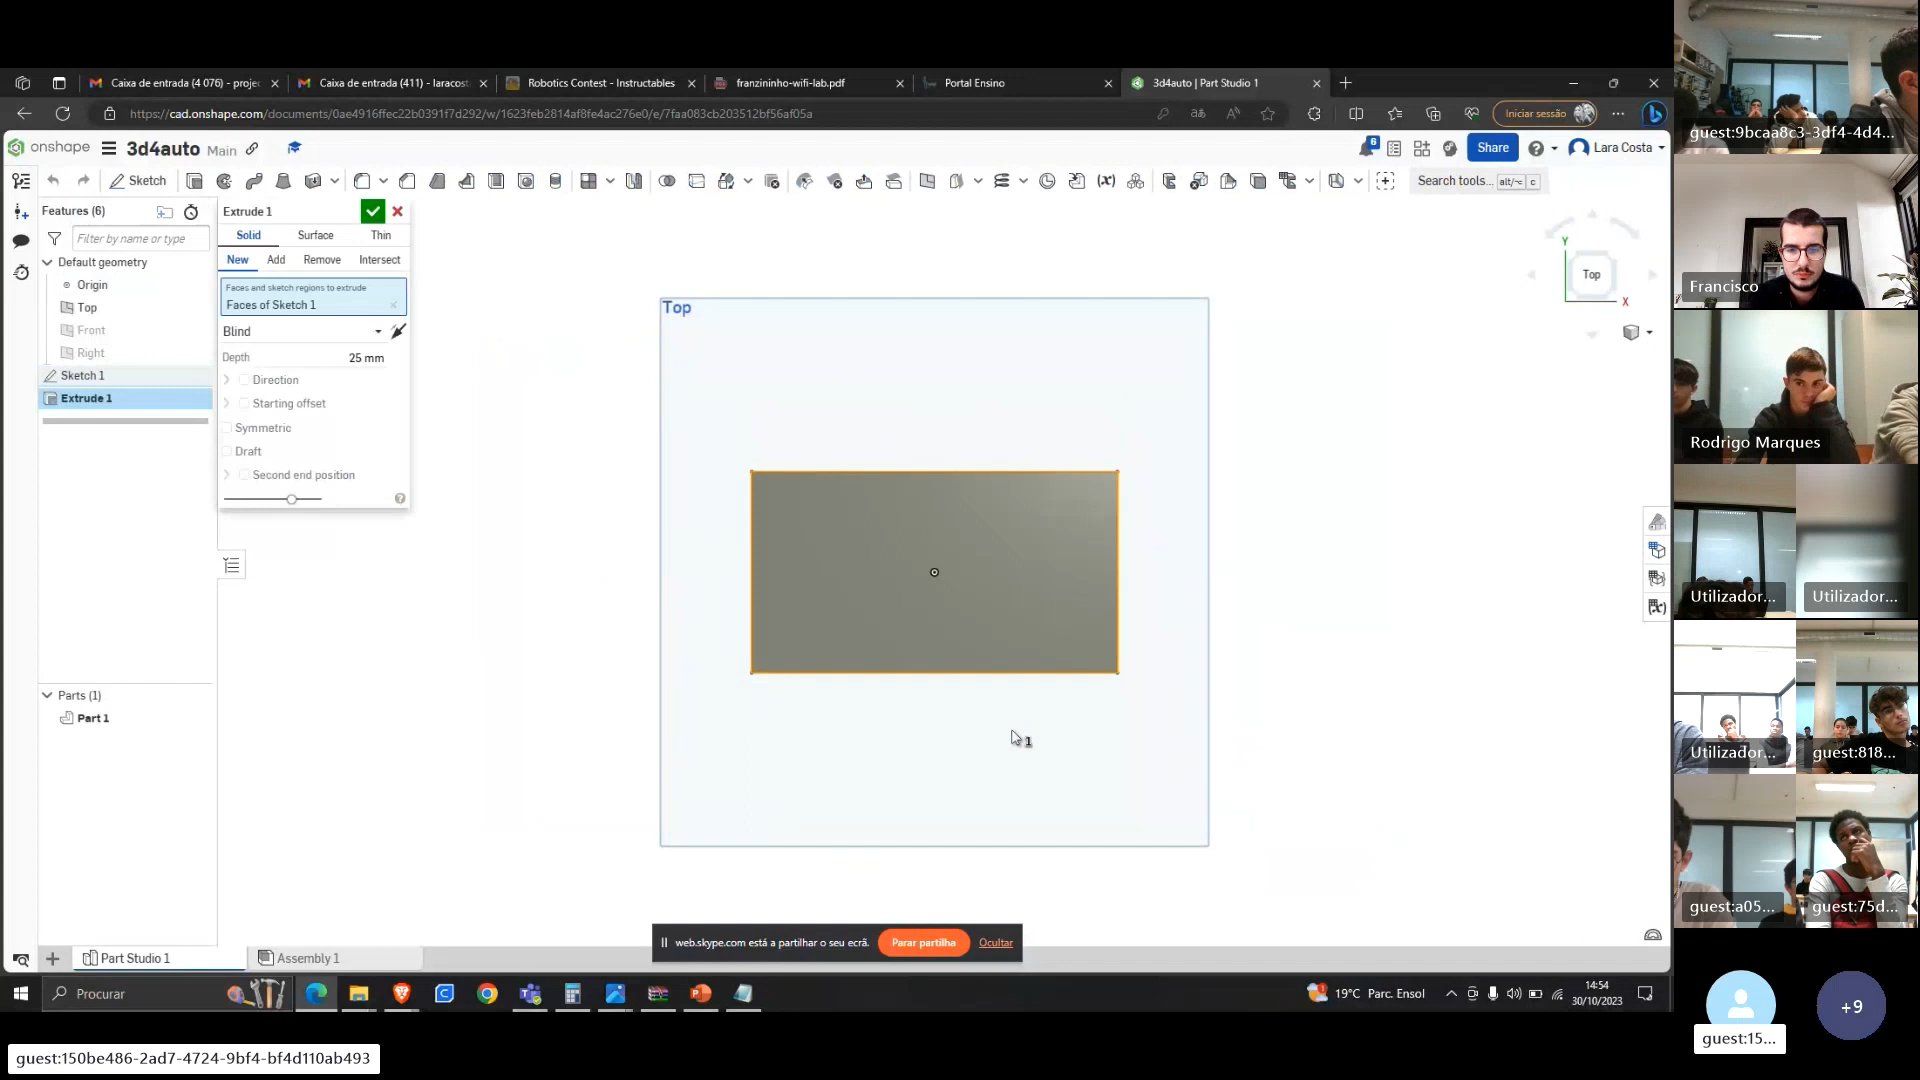 Caixa de entrada (4 076) - projec
Caixa de entrada (411) - laracost
Robotics Contest - Instructables
franzininho-wifi-lab.pdf
Portal Ensino
3d4auto | Part Studio 1
https://cad.onshape.com/documents/0ae4916ffec22b0391f7d292/w/1623feb2814af8fe4ac276e0/e/7faa083cb203512bf56af05a
Iniciar sessão
onshape
3d4auto Main
6
Share
Lara Costa
Sketch
Search tools... alt/⌥ c
Features (6)
Filter by name or type
Default geometry
Origin
Top
Front
Right
Sketch 1
Extrude 1
Parts (1)
Part 1
Extrude 1
Solid Surface Thin
New Add Remove Intersect
Faces and sketch regions to extrude
Faces of Sketch 1
Blind
Depth 25 mm
Direction
Starting offset
Symmetric
Draft
Second end position
Top
1
Y
Top
X
web.skype.com está a partilhar o seu ecrã. Parar partilha Ocultar
Part Studio 1
Assembly 1
Procurar
19°C Parc. Ensol
14:54
30/10/2023
guest:9bcaa8c3-3df4-4d4...
Francisco
Rodrigo Marques
Utilizador...
Utilizador...
Utilizador...
guest:818...
guest:a05...
guest:75d...
guest:15...
+9
guest:150be486-2ad7-4724-9bf4-bf4d110ab493